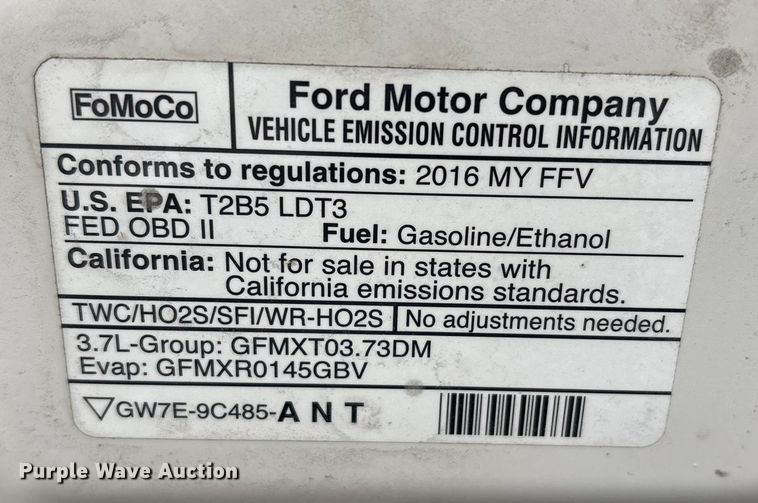 FoMoCo
Ford Motor Company
VEHICLE EMISSION CONTROL INFORMATION
Conforms to regulations: 2016 MY FFV
U.S. EPA: T2B5 LDT3
FED OBD II Fuel: Gasoline/Ethanol
California: Not for sale in states with
California emissions standards.
TWC/HO2S/SFI/WR-HO2S No adjustments needed.
3.7L-Group: GFMXT03.73DM
Evap: GFMXR0145GBV
▽GW7E-9C485-A N T
Purple Wave Auction